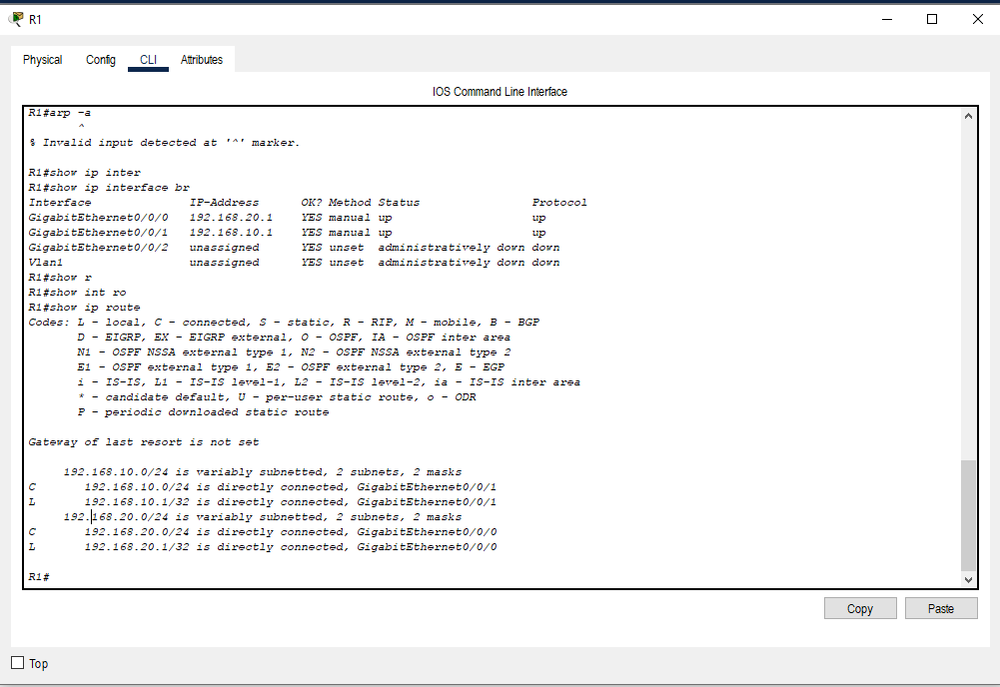 R1
Physical Config CLI Attributes
IOS Command Line Interface
R1#arp -a
^
% Invalid input detected at '^' marker.
R1#show ip inter
R1#show ip interface br
Interface IP-Address OK? Method Status Protocol
GigabitEthernet0/0/0 192.168.20.1 YES manual up up
GigabitEthernet0/0/1 192.168.10.1 YES manual up up
GigabitEthernet0/0/2 unassigned YES unset administratively down down
Vlan1 unassigned YES unset administratively down down
R1#show r
R1#show int ro
R1#show ip route
Codes: L - local, C - connected, S - static, R - RIP, M - mobile, B - BGP
D - EIGRP, EX - EIGRP external, O - OSPF, IA - OSPF inter area
N1 - OSPF NSSA external type 1, N2 - OSPF NSSA external type 2
E1 - OSPF external type 1, E2 - OSPF external type 2, E - EGP
i - IS-IS, L1 - IS-IS level-1, L2 - IS-IS level-2, ia - IS-IS inter area
* - candidate default, U - per-user static route, o - ODR
P - periodic downloaded static route
Gateway of last resort is not set
192.168.10.0/24 is variably subnetted, 2 subnets, 2 masks
C 192.168.10.0/24 is directly connected, GigabitEthernet0/0/1
L 192.168.10.1/32 is directly connected, GigabitEthernet0/0/1
192.168.20.0/24 is variably subnetted, 2 subnets, 2 masks
C 192.168.20.0/24 is directly connected, GigabitEthernet0/0/0
L 192.168.20.1/32 is directly connected, GigabitEthernet0/0/0
R1#
Copy Paste
Top